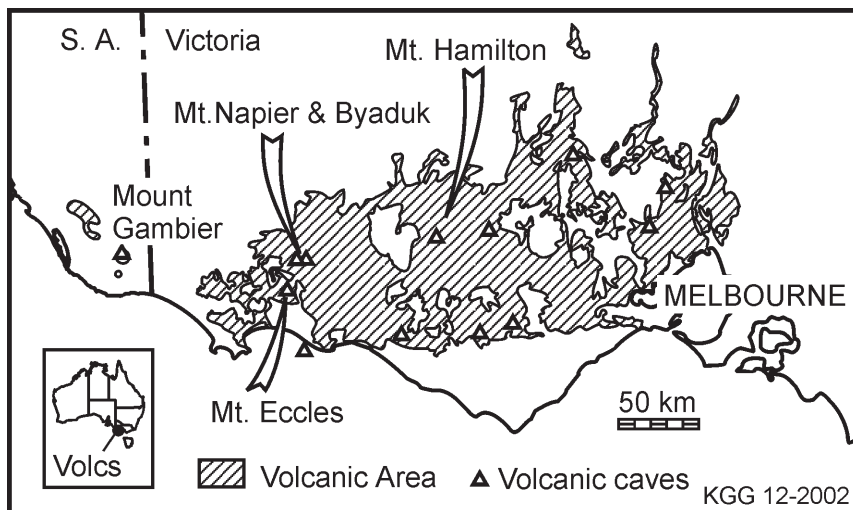 S. A.
Victoria
Mt. Hamilton
Mt.Napier & Byaduk
Mount
Gambier
MELBOURNE
Mt. Eccles
50 km
Volcs
Volcanic Area
Volcanic caves
KGG 12-2002